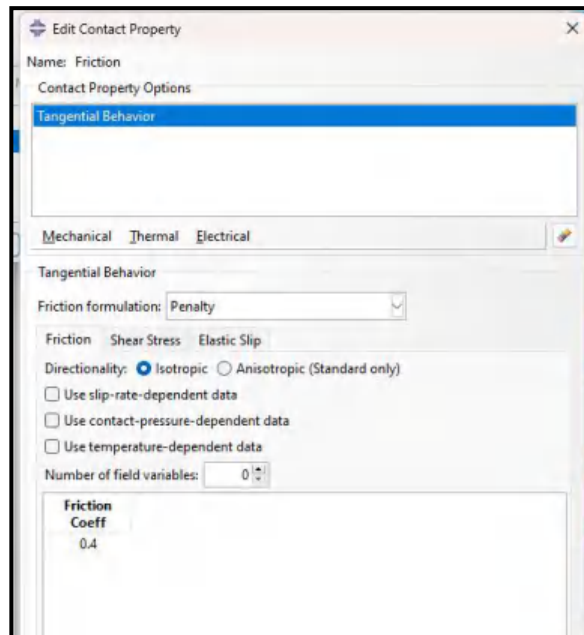 Edit Contact Property
Name: Friction
Contact Property Options
Tangential Behavior
Mechanical Thermal Electrical
Tangential Behavior
Friction formulation: Penalty
Friction Shear Stress Elastic Slip
Directionality: Isotropic Anisotropic (Standard only)
Use slip-rate-dependent data
Use contact-pressure-dependent data
Use temperature-dependent data
Number of field variables: 0
Friction
Coeff
0.4